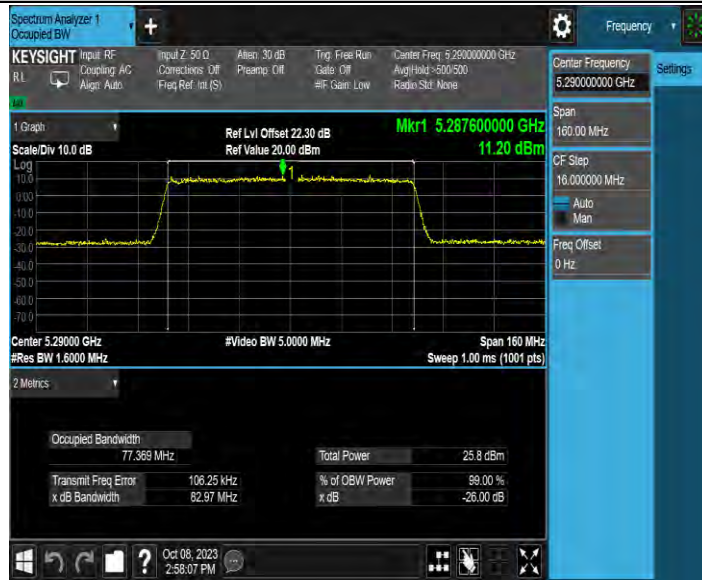 Spectrum Analyzer 1
Occupied BW
+
Frequency
KEYSIGHT
RL
Input: RF
Coupling: AC
Align: Auto
Input Z: 50 Ω
Corrections: Off
Freq Ref: Int (S)
Atten: 30 dB
Preamp: Off
Trig: Free Run
Gate: Off
#IF Gain: Low
Center Freq: 5.290000000 GHz
Avg|Hold:>500/500
Radio Std: None
Center Frequency
5.290000000 GHz
Settings
Span
160.00 MHz
CF Step
16.000000 MHz
Auto
Man
Freq Offset
0 Hz
1 Graph
Scale/Div 10.0 dB
Ref Lvl Offset 22.30 dB
Ref Value 20.00 dBm
Mkr1 5.287600000 GHz
11.20 dBm
Log
10.0
0.00
-10.0
-20.0
-30.0
-40.0
-50.0
-60.0
-70.0
1
Center 5.29000 GHz
#Res BW 1.6000 MHz
#Video BW 5.0000 MHz
Span 160 MHz
Sweep 1.00 ms (1001 pts)
2 Metrics
Occupied Bandwidth
77.369 MHz
Total Power 25.8 dBm
Transmit Freq Error 106.25 kHz
% of OBW Power 99.00 %
x dB Bandwidth 82.97 MHz
x dB -26.00 dB
?
Oct 08, 2023
2:58:07 PM